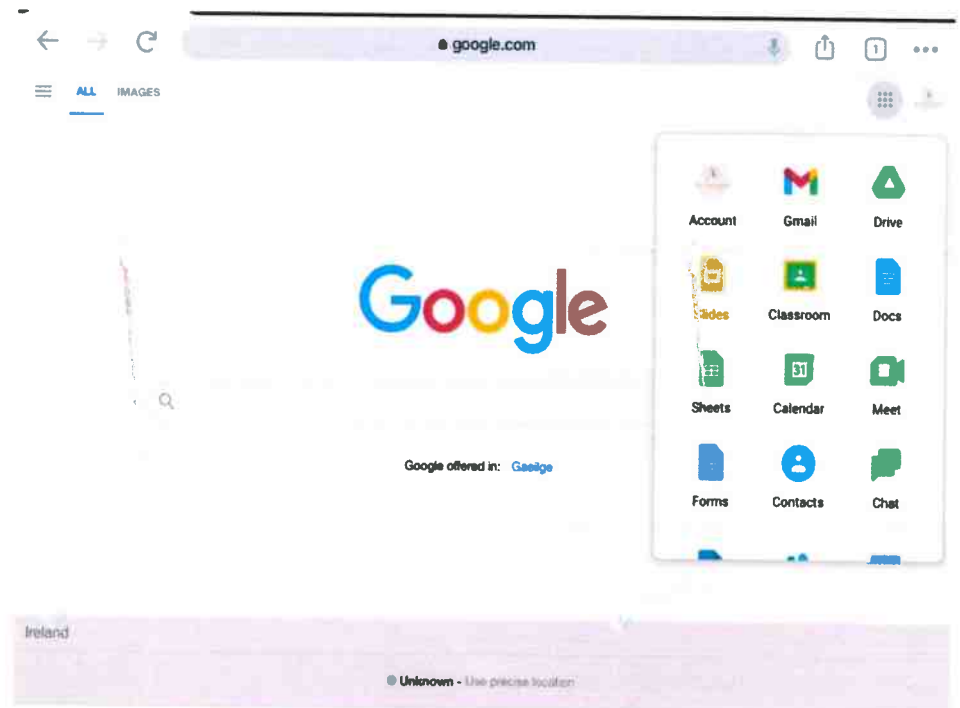 google.com
1
ALL IMAGES
Account Gmail Drive
Google
Slides Classroom Docs
31
Sheets Calendar Meet
Google offered in: Gaeilge
Forms Contacts Chat
Ireland
Unknown - Use precise location